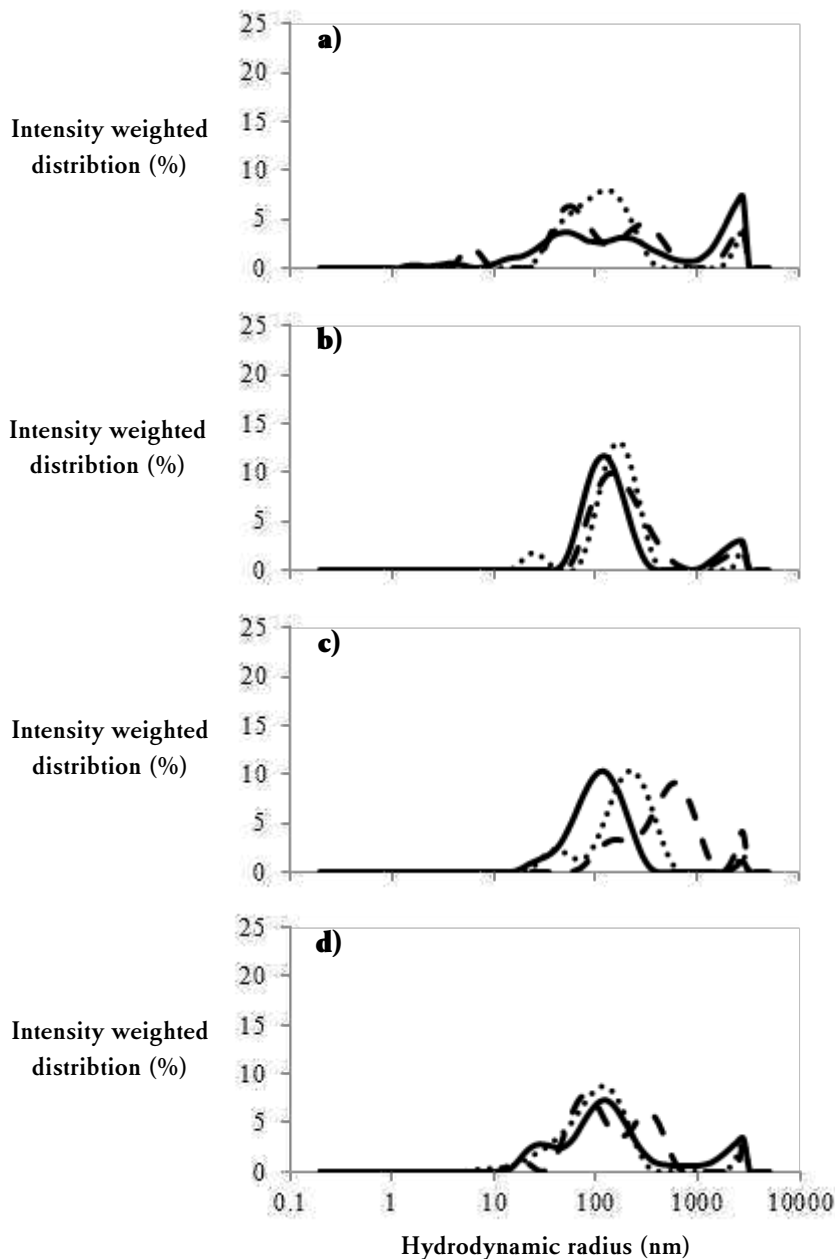 25
a)
20
15
Intensity weighted
distribtion (%)
10
5
0
25
b)
20
15
Intensity weighted
distribtion (%)
10
5
0
25
c)
20
15
Intensity weighted
distribtion (%)
10
5
0
25
d)
20
15
Intensity weighted
distribtion (%)
10
5
0
0.1 1 10 100 1000 10000
Hydrodynamic radius (nm)